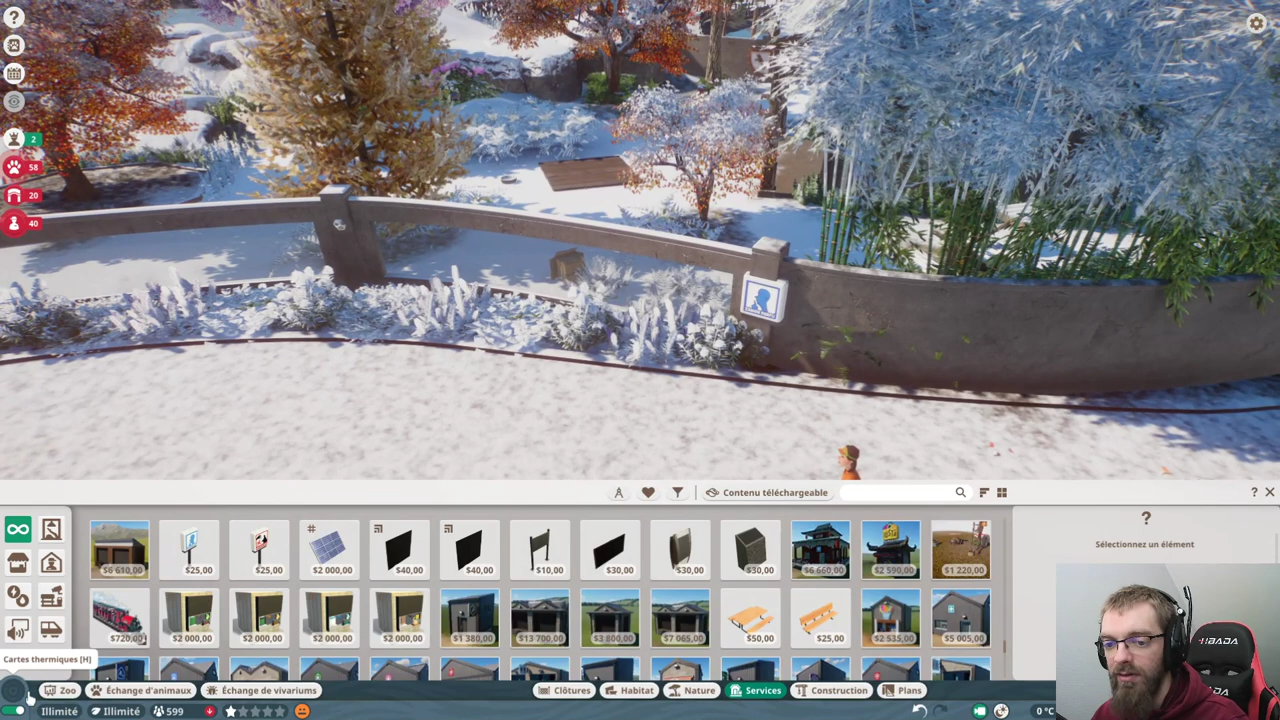 ?
2
58
20
40
Contenu téléchargeable
?
$6 610,00
$25,00
$25,00
$2 000,00
$40,00
$40,00
$10,00
$30,00
$30,00
$30,00
$6 660,00
$2 590,00
$1 220,00
?
Sélectionnez un élément
$720,00
$2 000,00
$2 000,00
$2 000,00
$2 000,00
$1 380,00
$13 700,00
$3 800,00
$7 065,00
$50,00
$25,00
$2 535,00
$5 005,00
HIBADA
Cartes thermiques [H]
Zoo
Échange d'animaux
Échange de vivariums
Clôtures
Habitat
Nature
Services
Construction
Plans
Illimité
Illimité
599
0 °C